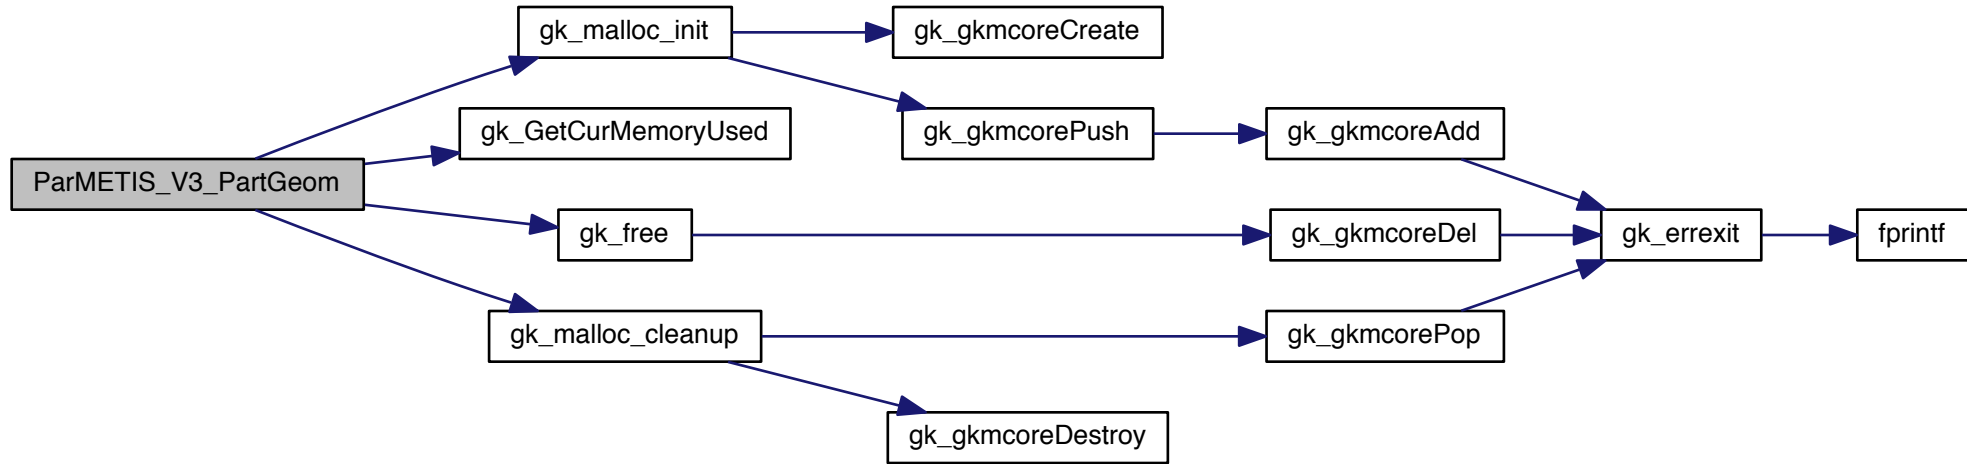 gk_malloc_init
gk_gkmcoreCreate
gk_GetCurMemoryUsed
gk_gkmcorePush
gk_gkmcoreAdd
ParMETIS_V3_PartGeom
gk_free
gk_gkmcoreDel
gk_errexit
fprintf
gk_malloc_cleanup
gk_gkmcorePop
gk_gkmcoreDestroy